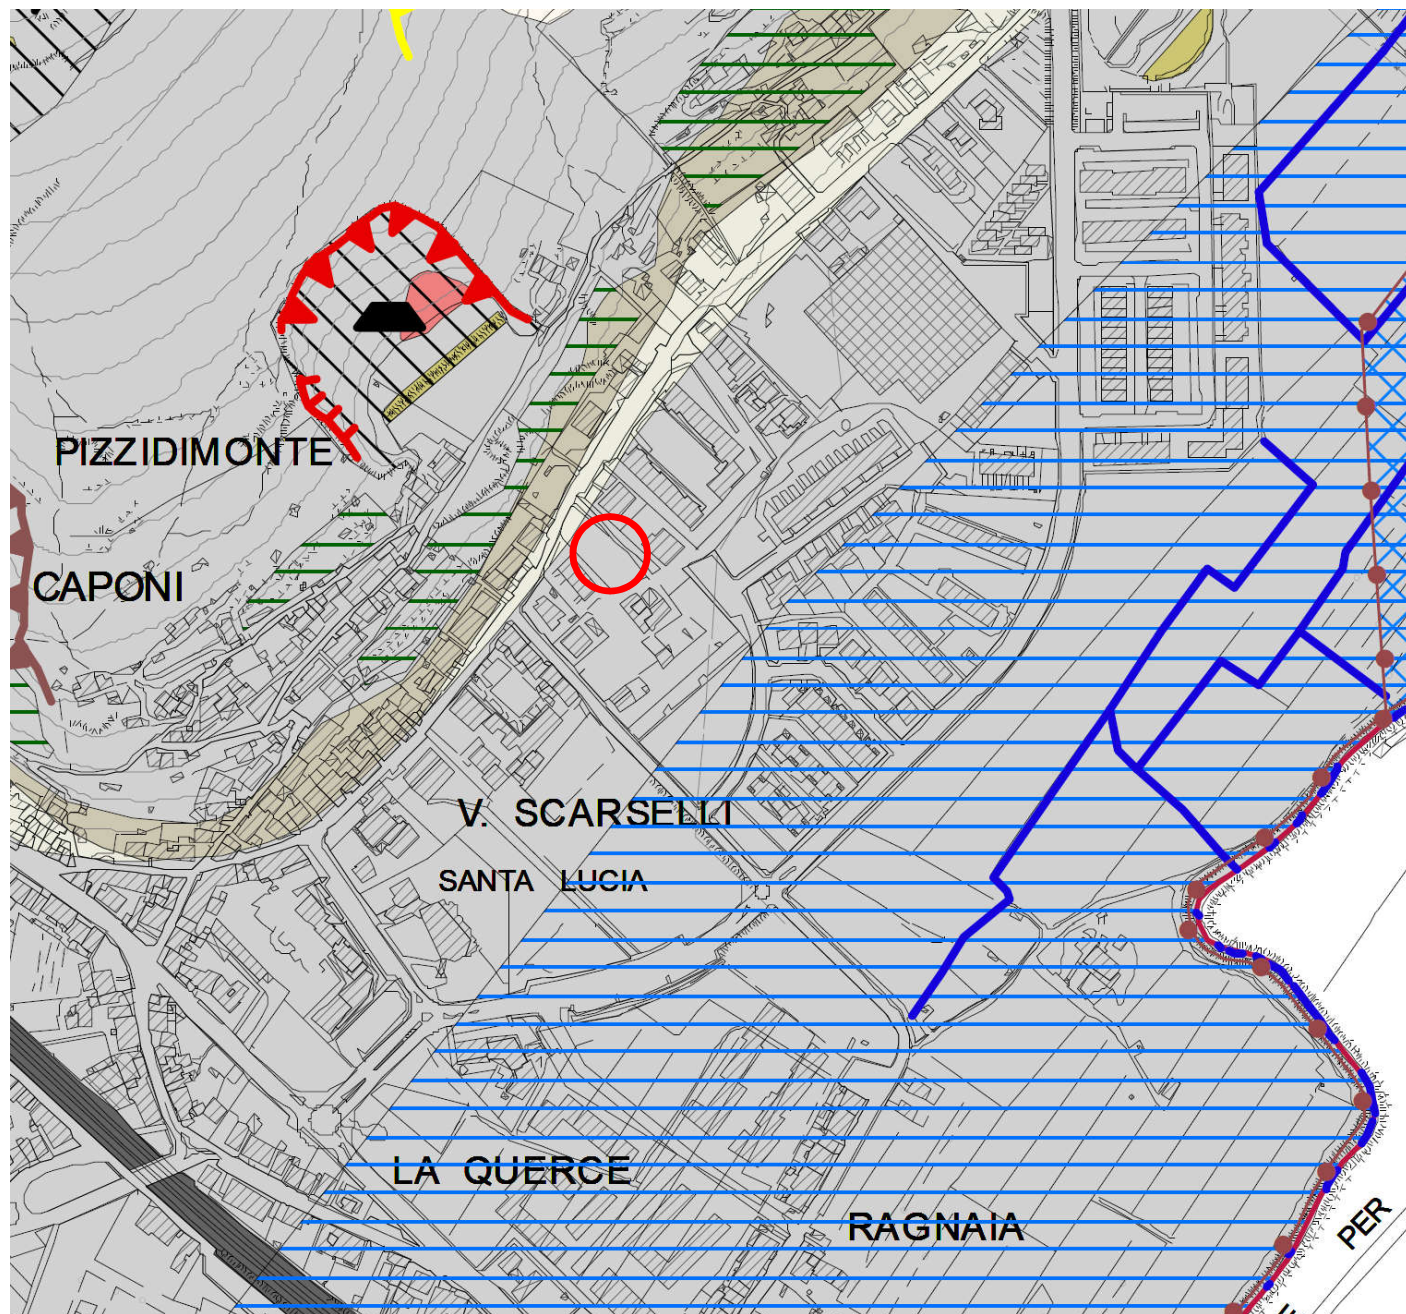 PIZZIDIMONTE
CAPONI
V. SCARSELLI
SANTA LUCIA
LA QUERCE
RAGNAIA
PER